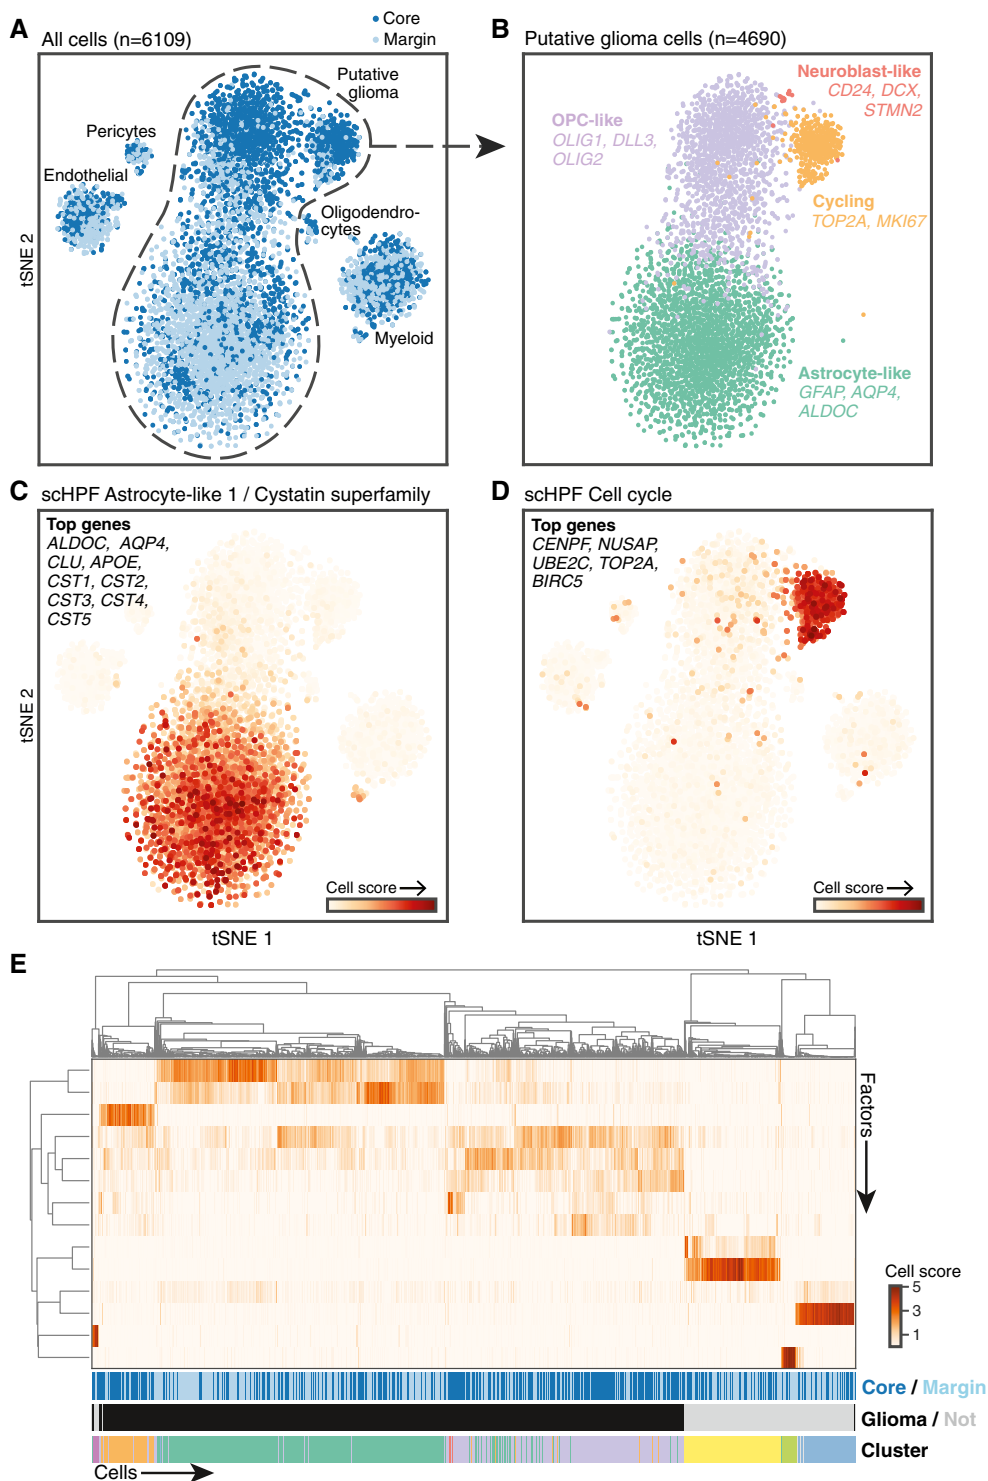 A
All cells (n=6109)
Core
Margin
Putative
glioma
Pericytes
Endothelial
Oligodendro-
cytes
Myeloid
tSNE 2
B
Putative glioma cells (n=4690)
Neuroblast-like
CD24, DCX,
STMN2
OPC-like
OLIG1, DLL3,
OLIG2
Cycling
TOP2A, MKI67
Astrocyte-like
GFAP, AQP4,
ALDOC
C
scHPF Astrocyte-like 1 / Cystatin superfamily
Top genes
ALDOC, AQP4,
CLU, APOE,
CST1, CST2,
CST3, CST4,
CST5
Cell score
tSNE 2
tSNE 1
D
scHPF Cell cycle
Top genes
CENPF, NUSAP,
UBE2C, TOP2A,
BIRC5
Cell score
tSNE 1
E
Factors
Cell score
5
3
1
Core / Margin
Glioma / Not
Cluster
Cells